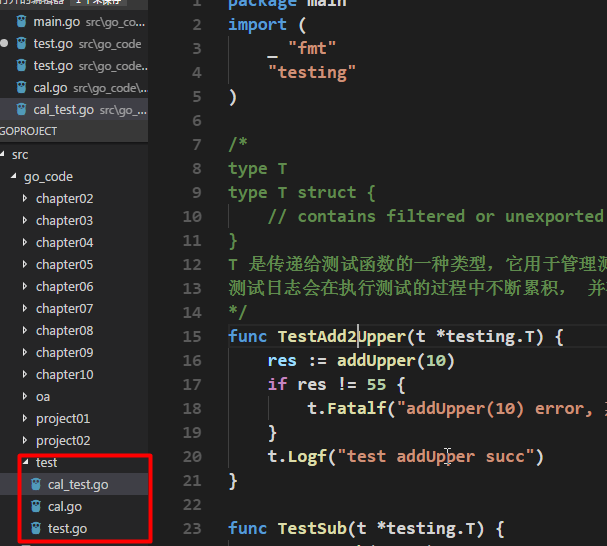 1 个未保存
main.go src\go_co...
test.go src\go_code
test.go src\go_code...
cal.go src\go_code\...
cal_test.go src\go_...
GOPROJECT
src
go_code
chapter02
chapter03
chapter04
chapter05
chapter06
chapter07
chapter08
chapter09
chapter10
oa
project01
project02
test
cal_test.go
cal.go
test.go
1 package main
2 import (
3 _ "fmt"
4 "testing"
5 )
6
7 /*
8 type T
9 type T struct {
10 // contains filtered or unexported
11 }
12 T 是传递给测试函数的一种类型，它用于管理
13 测试日志会在执行测试的过程中不断累积， 并
14 */
15 func TestAdd2Upper(t *testing.T) {
16 res := addUpper(10)
17 if res != 55 {
18 t.Fatalf("addUpper(10) error,
19 }
20 t.Logf("test addUpper succ")
21 }
22
23 func TestSub(t *testing.T) {